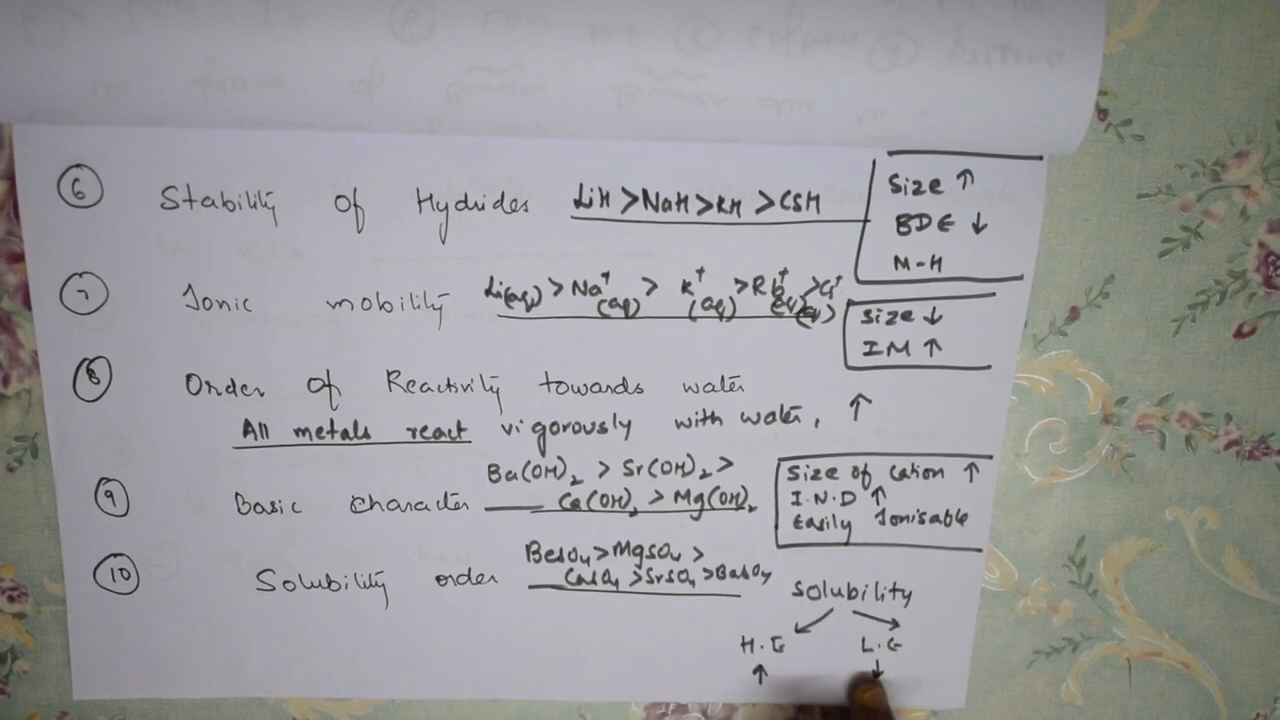 6 Stability of Hydrides LiH > NaH > KH > CSH
Size ↑
BDE ↓
M-H
7 Ionic mobility Li(aq) > Na⁺(aq) > K⁺(aq) > Rb⁺(aq) > Cs⁺(aq)
Size ↓
IM ↑
8 Order of Reactivity towards water
All metals react vigorously with water, ↑
Ba(OH)₂ > Sr(OH)₂ >
9 Basic character Ca(OH)₂ > Mg(OH)₂
Size of Cation ↑
I.N.D ↑
Easily Ionisable
BeSO₄ > MgSO₄ >
10 Solubility order CaSO₄ > SrSO₄ > BaSO₄
Solubility
H.E L.E
↑ ↓